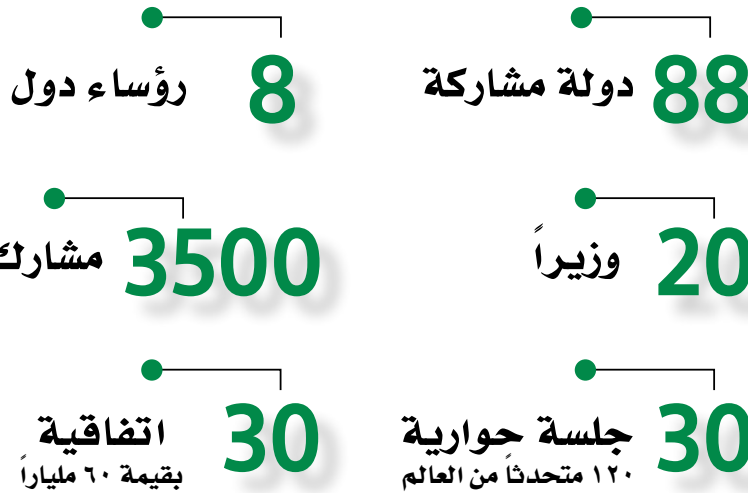 88 دولة مشاركة
8 رؤساء دول
20 وزيراً
3500 مشارك
30 جلسة حوارية
١٢٠ متحدثاً من العالم
30 اتفاقية
بقيمة ٦٠ ملياراً